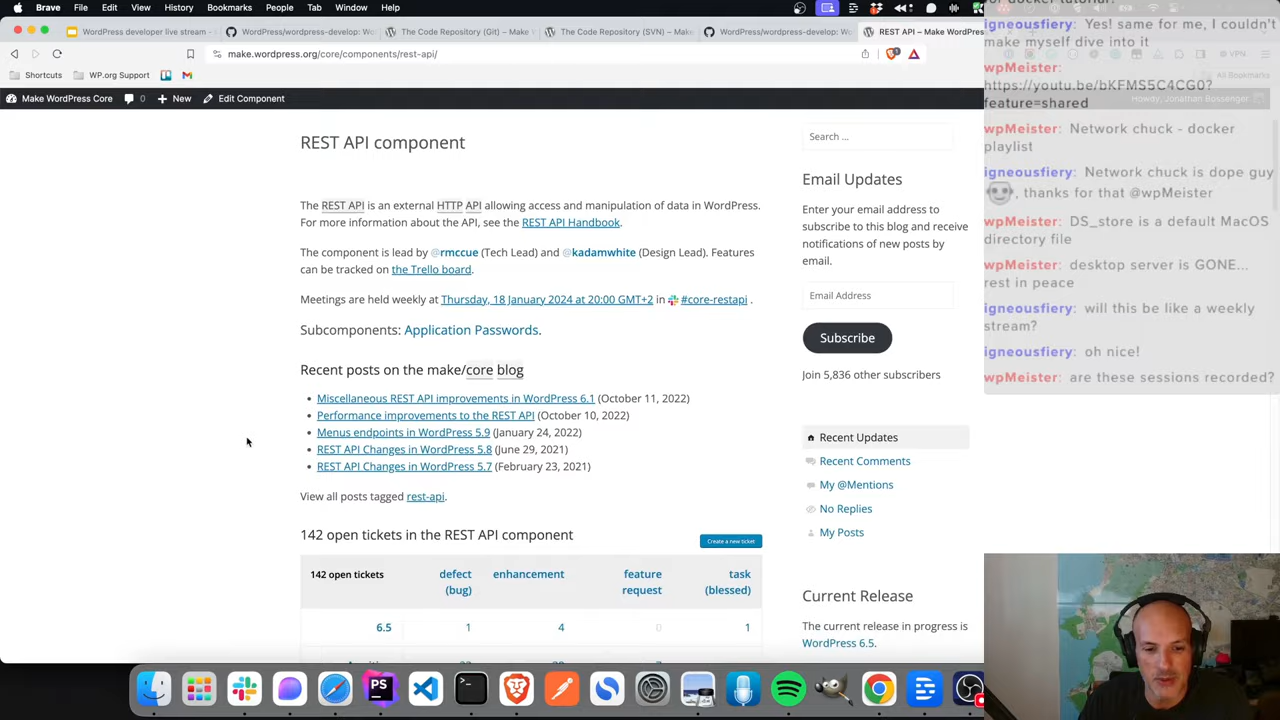 Brave File Edit View History Bookmarks People Tab Window Help
WordPress developer live stream -
WordPress/wordpress-develop: Wo
The Code Repository (Git) – Make W
The Code Repository (SVN) – Make
WordPress/wordpress-develop: Wo
REST API – Make WordPress
make.wordpress.org/core/components/rest-api/
1
VPN
Shortcuts WP.org Support
All Bookmarks
Make WordPress Core 0 New Edit Component
Howdy, Jonathan Bossenger
REST API component
The REST API is an external HTTP API allowing access and manipulation of data in WordPress.
For more information about the API, see the REST API Handbook.
The component is lead by @rmccue (Tech Lead) and @kadamwhite (Design Lead). Features
can be tracked on the Trello board.
Meetings are held weekly at Thursday, 18 January 2024 at 20:00 GMT+2 in #core-restapi .
Subcomponents: Application Passwords.
Recent posts on the make/core blog
• Miscellaneous REST API improvements in WordPress 6.1 (October 11, 2022)
• Performance improvements to the REST API (October 10, 2022)
• Menus endpoints in WordPress 5.9 (January 24, 2022)
• REST API Changes in WordPress 5.8 (June 29, 2021)
• REST API Changes in WordPress 5.7 (February 23, 2021)
View all posts tagged rest-api.
142 open tickets in the REST API component
Create a new ticket
142 open tickets
defect
(bug)
enhancement
feature
request
task
(blessed)
6.5 1 4 0 1
Search ...
Email Updates
Enter your email address to
subscribe to this blog and receive
notifications of new posts by
email.
Email Address
Subscribe
Join 5,836 other subscribers
Recent Updates
Recent Comments
My @Mentions
No Replies
My Posts
Current Release
The current release in progress is
WordPress 6.5.
igneousfiery: Yes! same for me, I couldn't
make myself dive into it
wpMeister:
https://youtu.be/bKFMS5C4CG0?
feature=shared
wpMeister: Network chuck - docker
playlist
igneousfiery: Network chuck is dope guy
, thanks for that @wpMeister
wpMeister: DS_store is a default MacOS
directory file
wpMeister: desktop server is GONE...
rest in peace
igneousfiery: will this be like a weekly
stream?
igneousfiery: oh nice!
wpMeister: are these sessions recorded?
PS